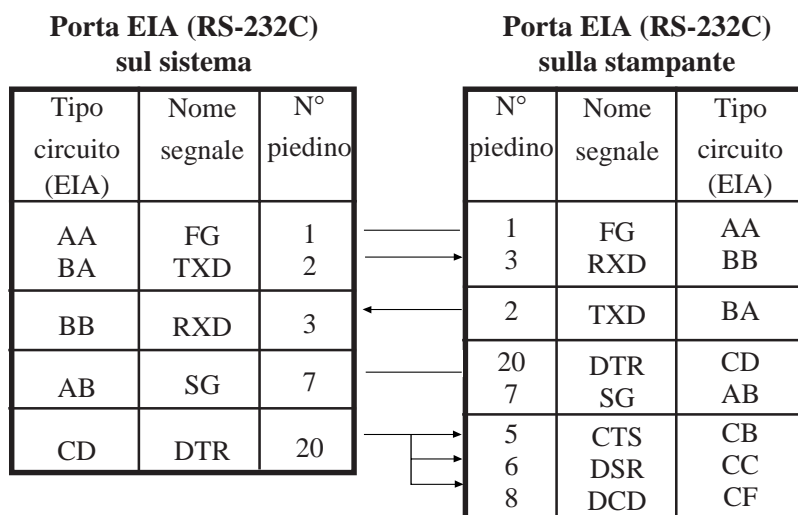 Porta EIA (RS-232C)
sul sistema
Tipo circuito (EIA) Nome segnale N° piedino
AA FG 1
BA TXD 2
BB RXD 3
AB SG 7
CD DTR 20
Porta EIA (RS-232C)
sulla stampante
N° piedino Nome segnale Tipo circuito (EIA)
1 FG AA
3 RXD BB
2 TXD BA
20 DTR CD
7 SG AB
5 CTS CB
6 DSR CC
8 DCD CF